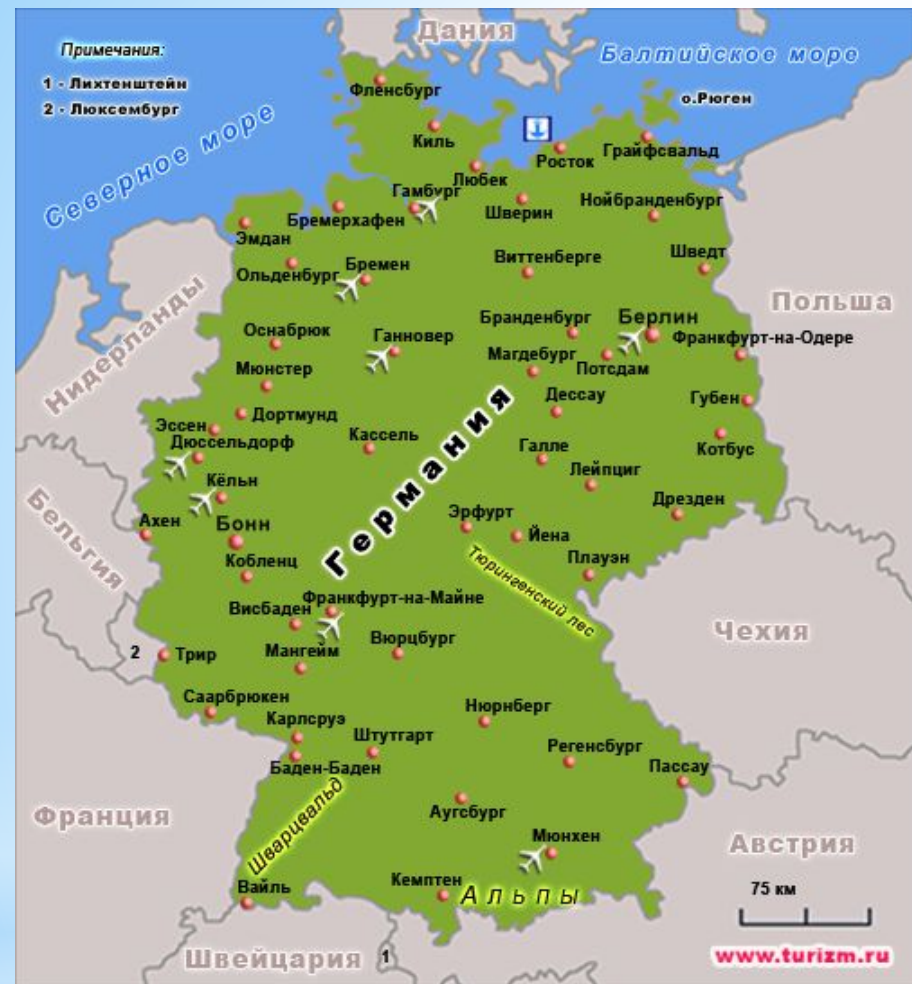 Дания
Примечания:
1 - Лихтенштейн
2 - Люксембург
Балтийское море
Северное море
Фленсбург
о.Рюген
Киль
Росток
Грайфсвальд
Любек
Гамбург
Шверин
Нойбранденбург
Бремерхафен
Эмдан
Ольденбург
Бремен
Виттенберге
Шведт
Нидерланды
Польша
Оснабрюк
Ганновер
Бранденбург
Берлин
Франкфурт-на-Одере
Магдебург
Потсдам
Мюнстер
Дессау
Губен
Дортмунд
Эссен
Дюссельдорф
Кассель
Германия
Галле
Котбус
Лейпциг
Кёльн
Бельгия
Ахен
Бонн
Эрфурт
Йена
Дрезден
Кобленц
Плауэн
Тюрингенский лес
Висбаден
Франкфурт-на-Майне
Чехия
2
Трир
Мангейм
Вюрцбург
Саарбрюкен
Карлсруэ
Штутгарт
Нюрнберг
Регенсбург
Баден-Баден
Пассау
Франция
Шварцвальд
Аугсбург
Мюнхен
Австрия
Вайль
Кемптен
Альпы
75 км
Швейцария
1
www.turizm.ru